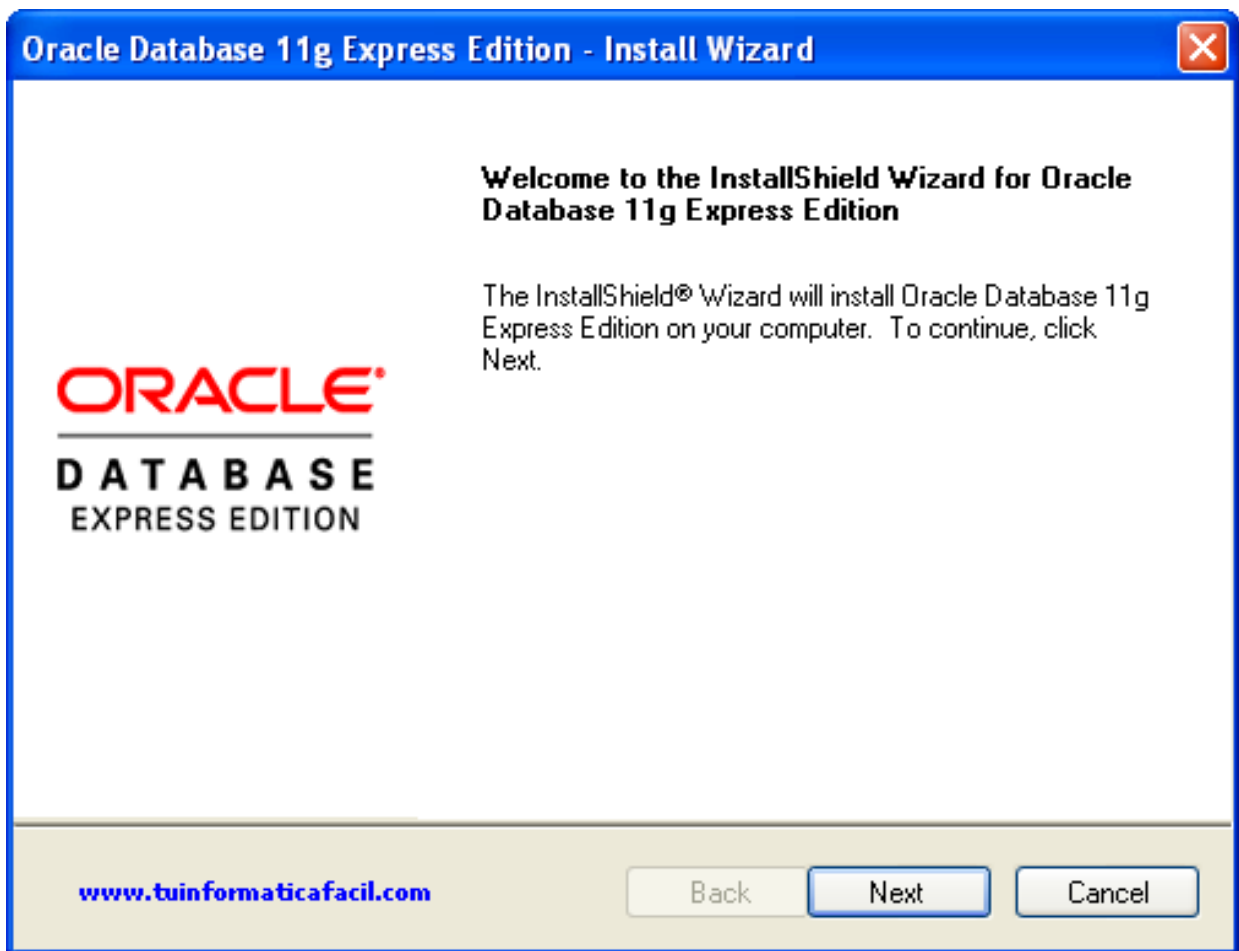 Oracle Database 11g Express Edition - Install Wizard
Welcome to the InstallShield Wizard for Oracle
Database 11g Express Edition
The InstallShield® Wizard will install Oracle Database 11g
Express Edition on your computer.  To continue, click
Next.
ORACLE
DATABASE
EXPRESS EDITION
www.tuinformaticafacil.com
Back
Next
Cancel